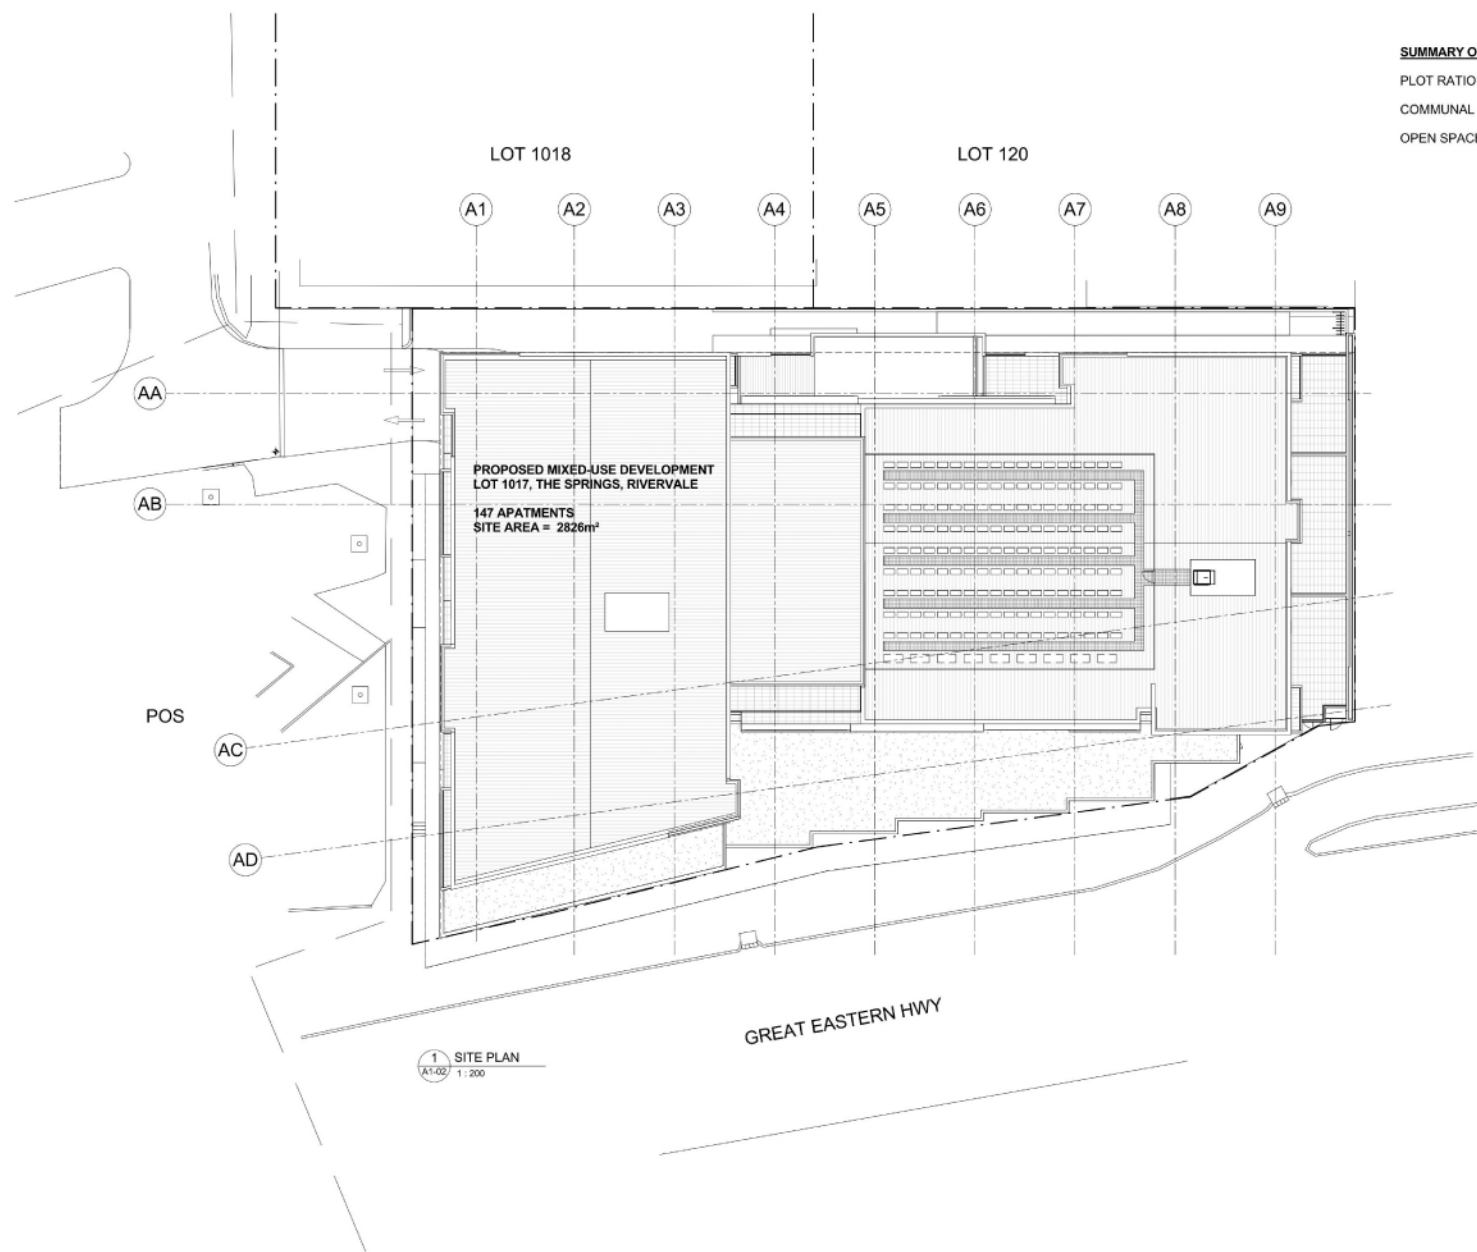 SUMMARY O
PLOT RATIO
COMMUNAL
OPEN SPAC
LOT 1018
LOT 120
A1
A2
A3
A4
A5
A6
A7
A8
A9
AA
PROPOSED MIXED-USE DEVELOPMENT
LOT 1017, THE SPRINGS, RIVERVALE
AB
147 APATMENTS
SITE AREA = 2826m²
POS
AC
AD
GREAT EASTERN HWY
1 SITE PLAN
A1-02 1 : 200